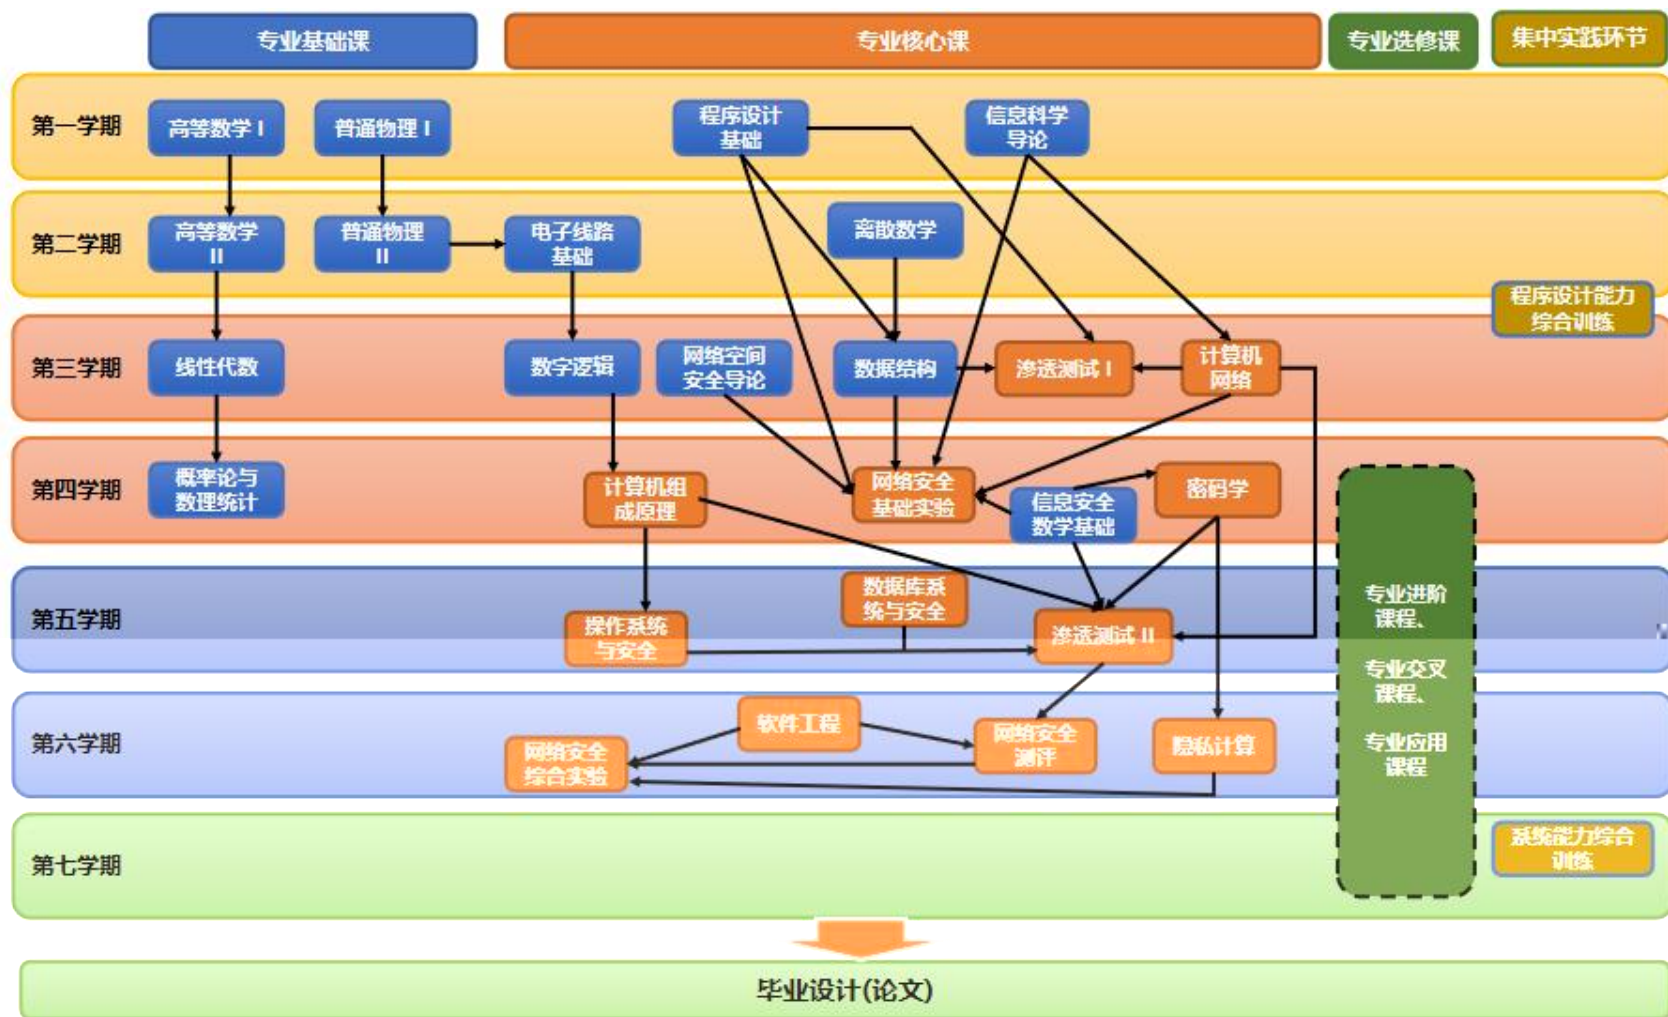 专业基础课
专业核心课
专业选修课
集中实践环节
第一学期
高等数学 I
普通物理 I
程序设计
基础
信息科学
导论
第二学期
高等数学
II
普通物理
II
电子线路
基础
离散数学
程序设计能力
综合训练
第三学期
线性代数
数字逻辑
网络空间
安全导论
数据结构
渗透测试 I
计算机
网络
第四学期
概率论与
数理统计
计算机组
成原理
网络安全
基础实验
信息安全
数学基础
密码学
第五学期
操作系统
与安全
数据库系
统与安全
渗透测试 II
专业进阶
课程、
专业交叉
课程、
专业应用
课程
第六学期
网络安全
综合实验
软件工程
网络安全
测评
隐私计算
第七学期
系统能力综合
训练
毕业设计(论文)